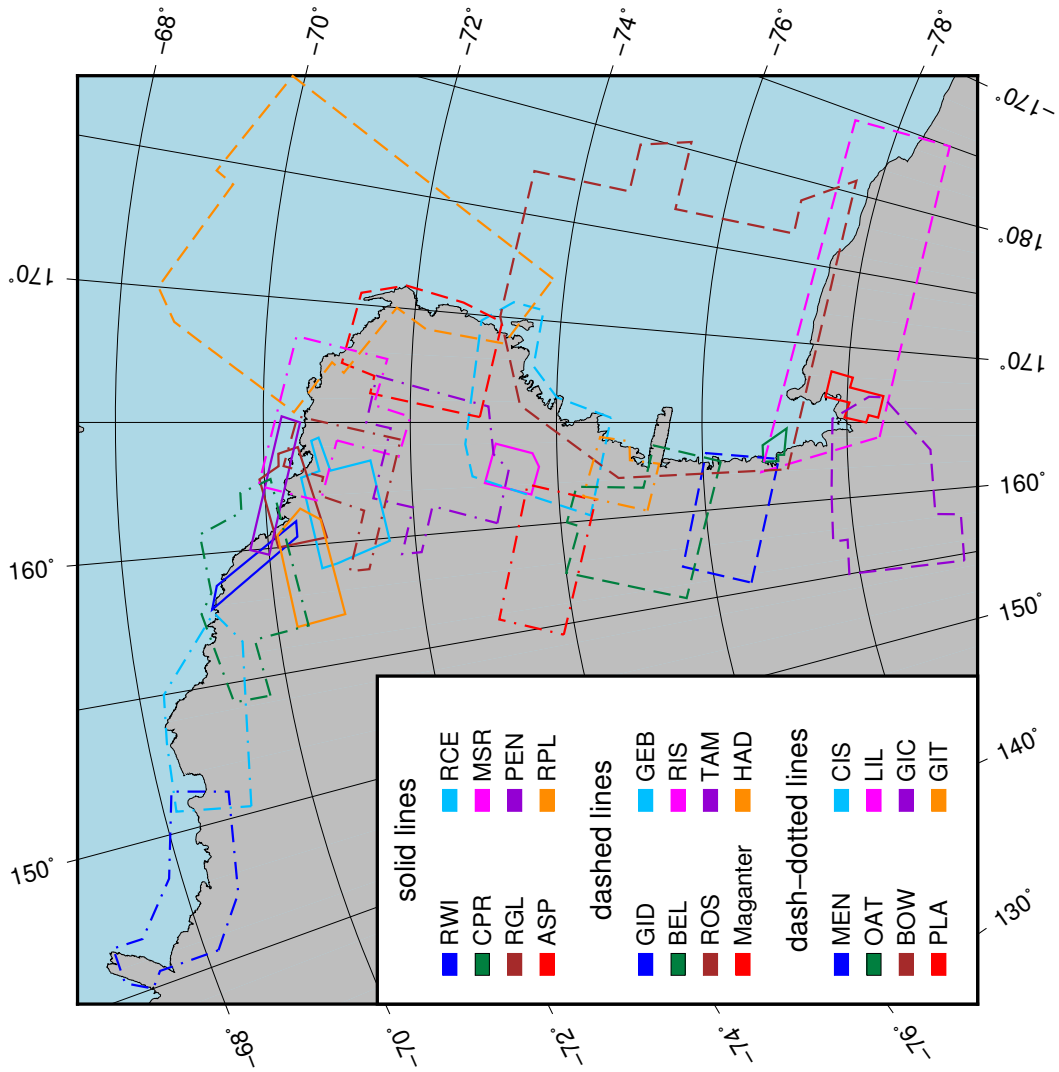 150°
160°
170°
−68°
−70°
−72°
−74°
−76°
−68°
−70°
−72°
−74°
−76°
−78°
solid lines
RWI RCE
CPR MSR
RGL PEN
ASP RPL
dashed lines
GID GEB
BEL RIS
ROS TAM
Maganter HAD
dash−dotted lines
MEN CIS
OAT LIL
BOW GIC
PLA GIT
130°
140°
150°
160°
170°
180°
−170°